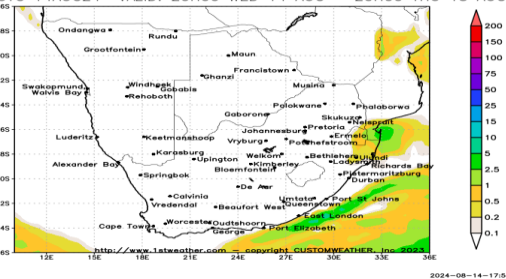 Ondangwa
Rundu
Grootfontein
Maun
Francistown
Ghanzi
Swakopmund
Windhoek
Gobabis
Musina
Walvis Bay
Rehoboth
Polokwane
Phalaborwa
Gaborone
Skukuza
Nelspruit
Johannesburg
Pretoria
Ermelo
Luderitz
Keetmanshoop
Vryburg
Potchefstroom
Karasburg
Welkom
Bethlehem
Ulundi
Alexander Bay
Upington
Kimberley
Ladysmith
Richards Bay
Springbok
Bloemfontein
Pietermaritzburg
Durban
De Aar
Calvinia
Umtata
Port St Johns
Vredendal
Beaufort West
Queenstown
East London
Cape Town
Worcester
Oudtshoorn
George
Port Elizabeth
http://www.1stweather.com - copyright CUSTOMWEATHER, Inc 2023
12E 15E 18E 21E 24E 27E 30E 33E 36E
200
150
100
75
50
25
15
10
5
2.5
1
0.5
0.2
0.1
2024-08-14-17:5